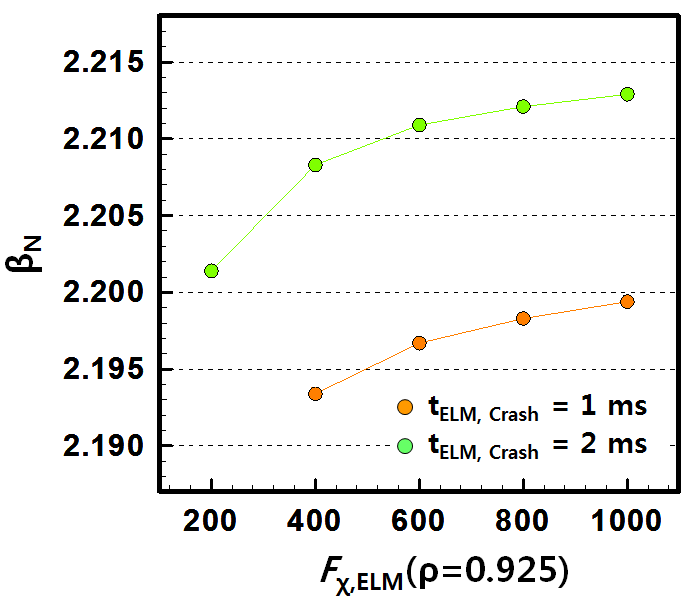 2.215
2.210
2.205
2.200
2.195
2.190
βN
tELM, Crash = 1 ms
tELM, Crash = 2 ms
200 400 600 800 1000
Fχ,ELM(ρ=0.925)